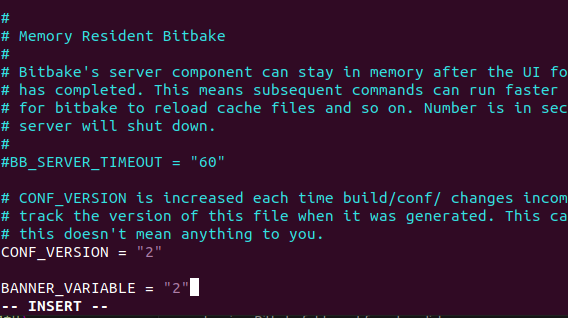 #
# Memory Resident Bitbake
#
# Bitbake's server component can stay in memory after the UI fo
# has completed. This means subsequent commands can run faster
# for bitbake to reload cache files and so on. Number is in sec
# server will shut down.
#
#BB_SERVER_TIMEOUT = "60"
# CONF_VERSION is increased each time build/conf/ changes incom
# track the version of this file when it was generated. This ca
# this doesn't mean anything to you.
CONF_VERSION = "2"
BANNER_VARIABLE = "2"
-- INSERT --